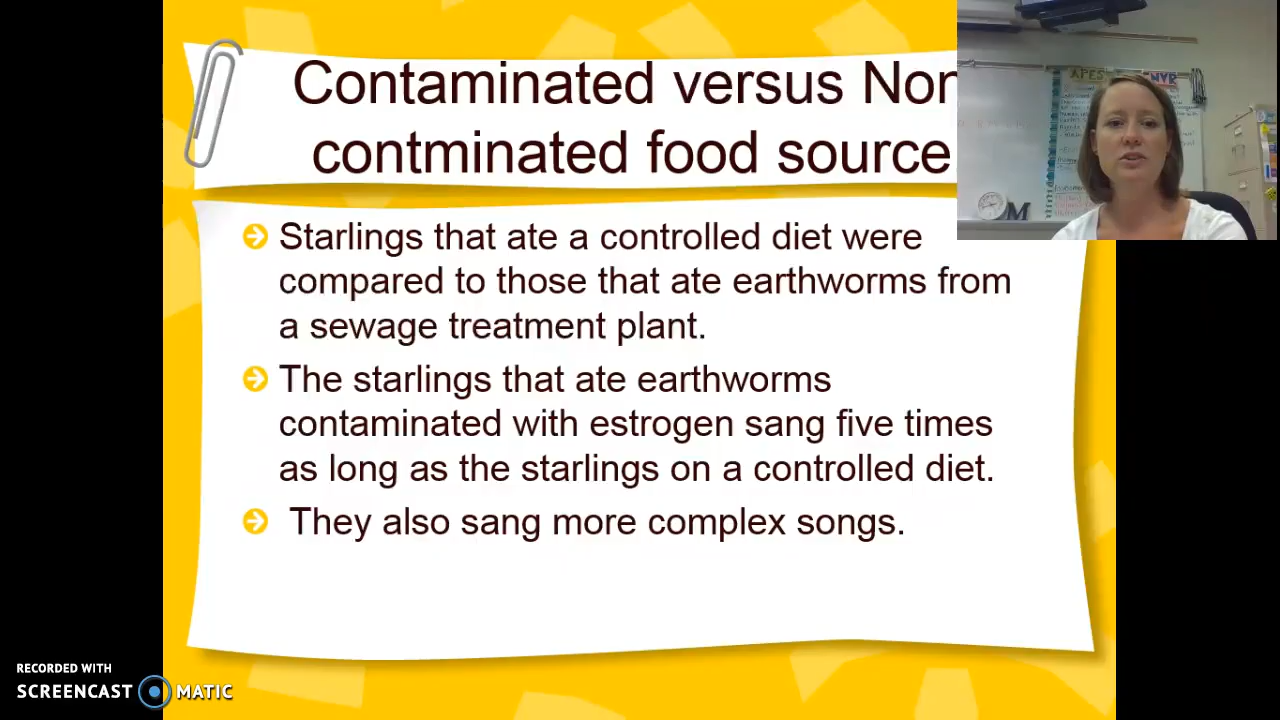 Contaminated versus Non
contminated food source
Starlings that ate a controlled diet were
compared to those that ate earthworms from
a sewage treatment plant.
The starlings that ate earthworms
contaminated with estrogen sang five times
as long as the starlings on a controlled diet.
They also sang more complex songs.
APES
M
RECORDED WITH
SCREENCAST MATIC